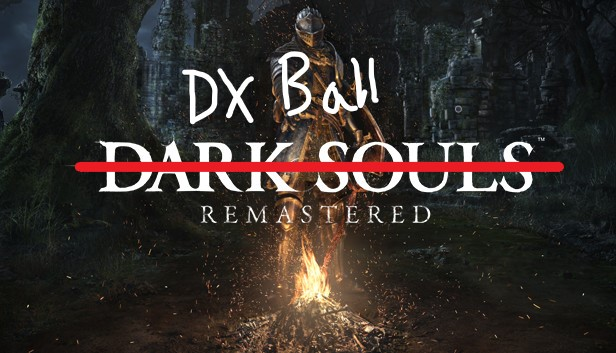 DX Ball
DARK SOULS™
REMASTERED